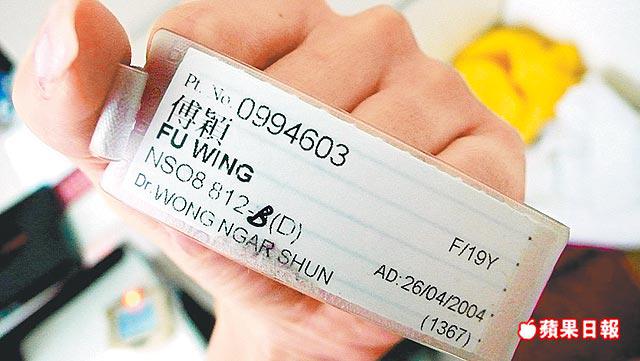 Pt. No. 0994603
傅穎
FU WING
NSO8 812-B(D)
F/19Y
Dr.WONG NGAR SHUN
AD:26/04/2004
(1367)
蘋果日報